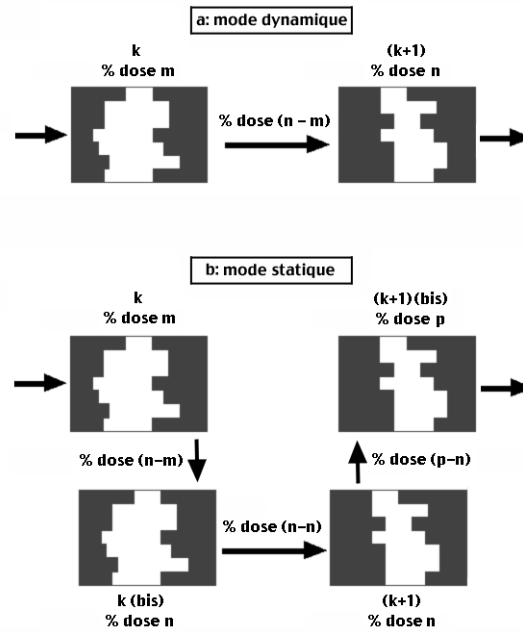 a: mode dynamique
k
% dose m
(k+1)
% dose n
% dose (n - m)
b: mode statique
k
% dose m
(k+1)(bis)
% dose p
% dose (n-m)
% dose (p-n)
% dose (n-n)
k (bis)
% dose n
(k+1)
% dose n